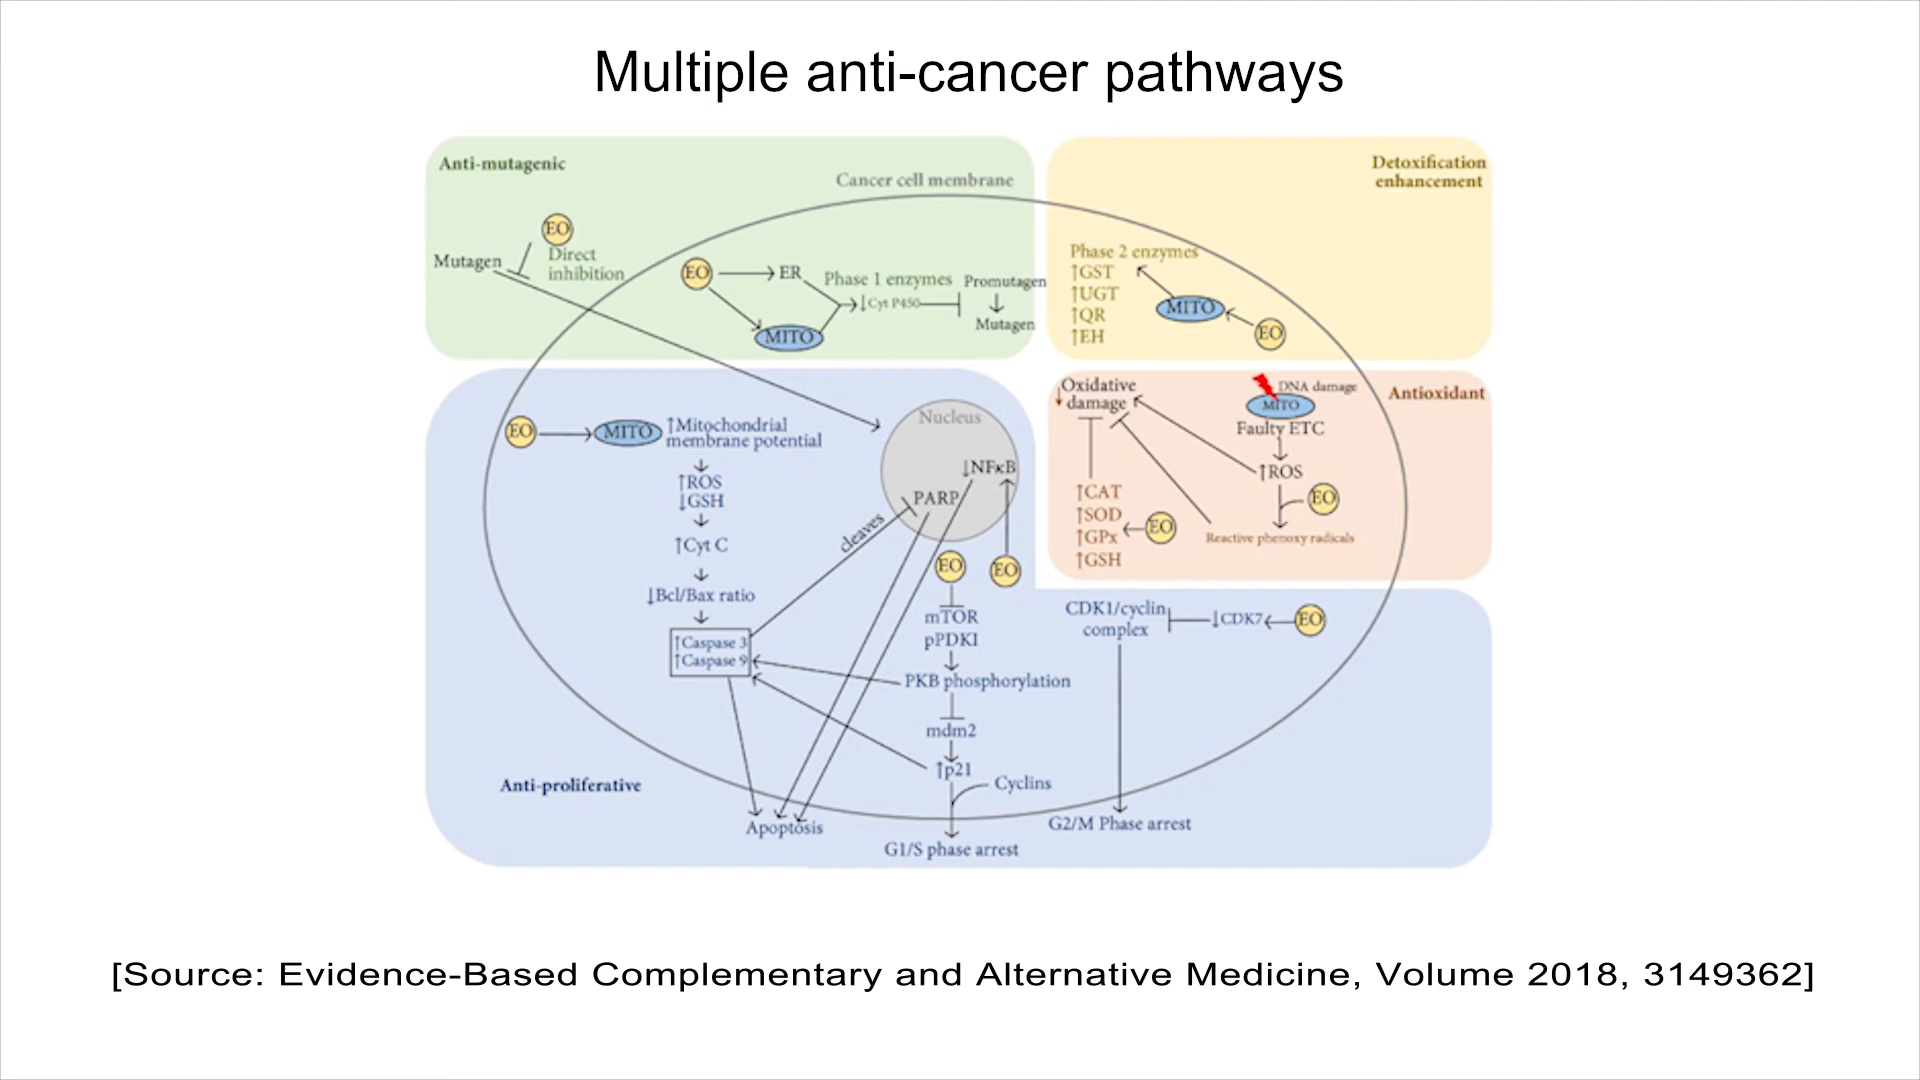 Multiple anti-cancer pathways
Anti-mutagenic
Cancer cell membrane
EO
Direct
inhibition
Mutagen
EO
ER
MITO
Phase 1 enzymes
↓Cyt P450
Promutagen
Mutagen
Detoxification
enhancement
Phase 2 enzymes
↑GST
↑UGT
↑QR
↑EH
MITO
EO
EO
MITO
↑Mitochondrial
membrane potential
↑ROS
↓GSH
↑Cyt C
↓Bcl/Bax ratio
↑Caspase 3
↑Caspase 9
cleaves
Nucleus
↓NFκB
PARP
EO
EO
mTOR
pPDKI
PKB phosphorylation
mdm2
↑p21
Cyclins
Anti-proliferative
Apoptosis
G1/S phase arrest
Antioxidant
↓Oxidative
damage
DNA damage
MITO
Faulty ETC
↑ROS
EO
Reactive phenoxy radicals
↑CAT
↑SOD
↑GPx
↑GSH
EO
CDK1/cyclin
complex
↓CDK7
EO
G2/M Phase arrest
[Source: Evidence-Based Complementary and Alternative Medicine, Volume 2018, 3149362]